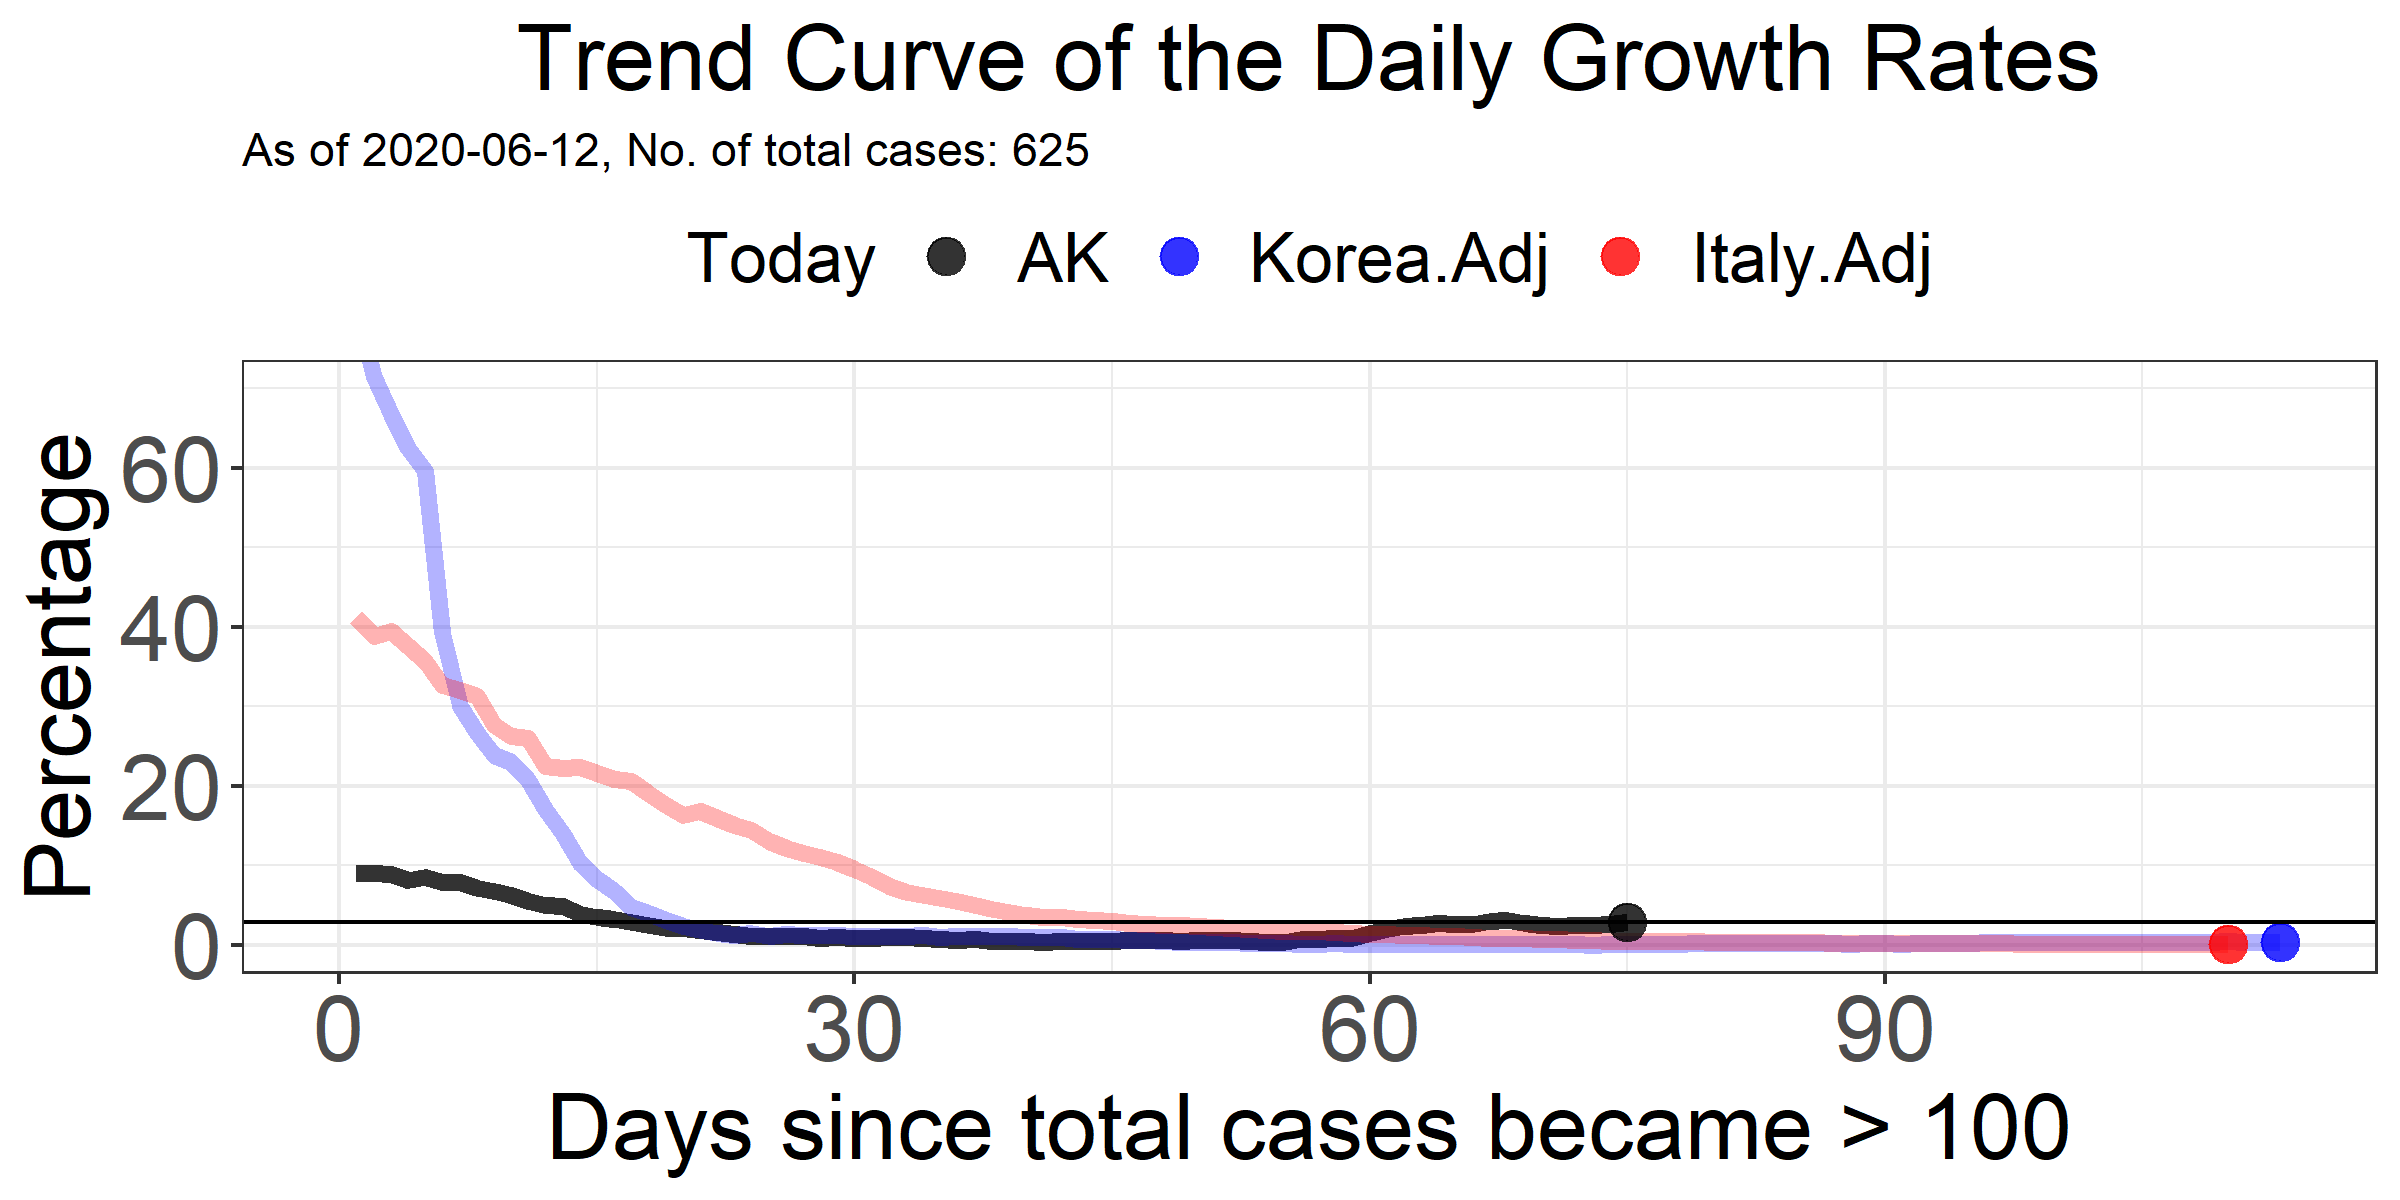 Trend Curve of the Daily Growth Rates
As of 2020-06-12, No. of total cases: 625
Today AK Korea.Adj Italy.Adj
Percentage
60
40
20
0
0 30 60 90
Days since total cases became > 100